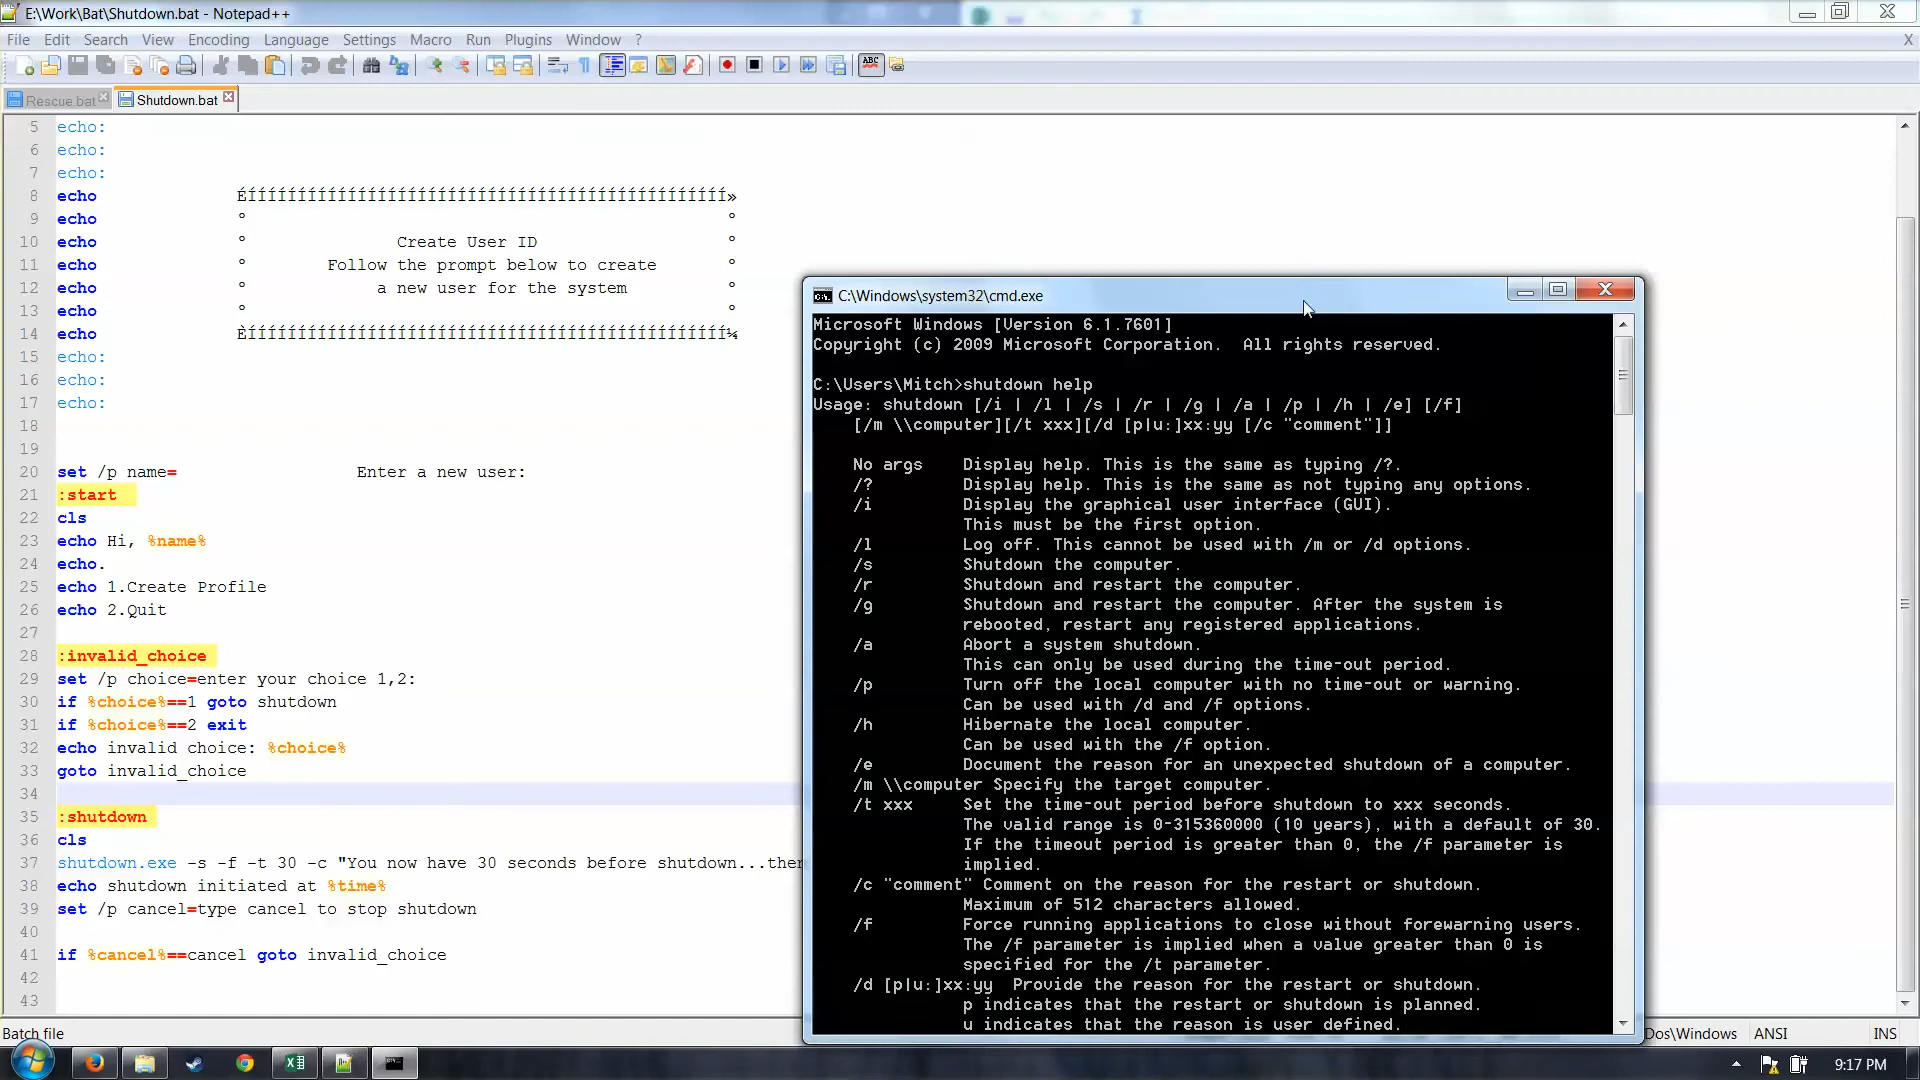 E:\Work\Bat\Shutdown.bat - Notepad++
File Edit Search View Encoding Language Settings Macro Run Plugins Window ? X
ABC
Rescue.bat Shutdown.bat
5 echo:
6 echo:
7 echo:
8 echo ÉÍÍÍÍÍÍÍÍÍÍÍÍÍÍÍÍÍÍÍÍÍÍÍÍÍÍÍÍÍÍÍÍÍÍÍÍÍÍÍÍÍÍÍÍÍÍÍÍ»
9 echo ° °
10 echo ° Create User ID °
11 echo ° Follow the prompt below to create °
12 echo ° a new user for the system °
13 echo ° °
14 echo ÈÍÍÍÍÍÍÍÍÍÍÍÍÍÍÍÍÍÍÍÍÍÍÍÍÍÍÍÍÍÍÍÍÍÍÍÍÍÍÍÍÍÍÍÍÍÍÍÍ¼
15 echo:
16 echo:
17 echo:
18
19
20 set /p name= Enter a new user:
21 :start
22 cls
23 echo Hi, %name%
24 echo.
25 echo 1.Create Profile
26 echo 2.Quit
27
28 :invalid_choice
29 set /p choice=enter your choice 1,2:
30 if %choice%==1 goto shutdown
31 if %choice%==2 exit
32 echo invalid choice: %choice%
33 goto invalid_choice
34
35 :shutdown
36 cls
37 shutdown.exe -s -f -t 30 -c "You now have 30 seconds before shutdown...ther
38 echo shutdown initiated at %time%
39 set /p cancel=type cancel to stop shutdown
40
41 if %cancel%==cancel goto invalid_choice
42
43
Batch file
Dos\Windows ANSI INS
C:\Windows\system32\cmd.exe
Microsoft Windows [Version 6.1.7601]
Copyright (c) 2009 Microsoft Corporation. All rights reserved.
C:\Users\Mitch>shutdown help
Usage: shutdown [/i | /l | /s | /r | /g | /a | /p | /h | /e] [/f]
[/m \\computer][/t xxx][/d [p|u:]xx:yy [/c "comment"]]
No args Display help. This is the same as typing /?.
/? Display help. This is the same as not typing any options.
/i Display the graphical user interface (GUI).
This must be the first option.
/l Log off. This cannot be used with /m or /d options.
/s Shutdown the computer.
/r Shutdown and restart the computer.
/g Shutdown and restart the computer. After the system is
rebooted, restart any registered applications.
/a Abort a system shutdown.
This can only be used during the time-out period.
/p Turn off the local computer with no time-out or warning.
Can be used with /d and /f options.
/h Hibernate the local computer.
Can be used with the /f option.
/e Document the reason for an unexpected shutdown of a computer.
/m \\computer Specify the target computer.
/t xxx Set the time-out period before shutdown to xxx seconds.
The valid range is 0-315360000 (10 years), with a default of 30.
If the timeout period is greater than 0, the /f parameter is
implied.
/c "comment" Comment on the reason for the restart or shutdown.
Maximum of 512 characters allowed.
/f Force running applications to close without forewarning users.
The /f parameter is implied when a value greater than 0 is
specified for the /t parameter.
/d [p|u:]xx:yy Provide the reason for the restart or shutdown.
p indicates that the restart or shutdown is planned.
u indicates that the reason is user defined.
9:17 PM